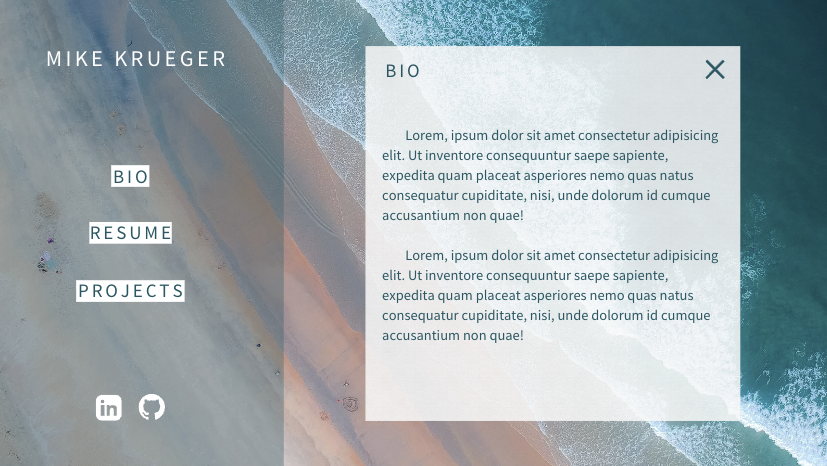 MIKE KRUEGER
BIO
RESUME
PROJECTS
in
BIO
Lorem, ipsum dolor sit amet consectetur adipisicing
elit. Ut inventore consequuntur saepe sapiente,
expedita quam placeat asperiores nemo quas natus
consequatur cupiditate, nisi, unde dolorum id cumque
accusantium non quae!
Lorem, ipsum dolor sit amet consectetur adipisicing
elit. Ut inventore consequuntur saepe sapiente,
expedita quam placeat asperiores nemo quas natus
consequatur cupiditate, nisi, unde dolorum id cumque
accusantium non quae!